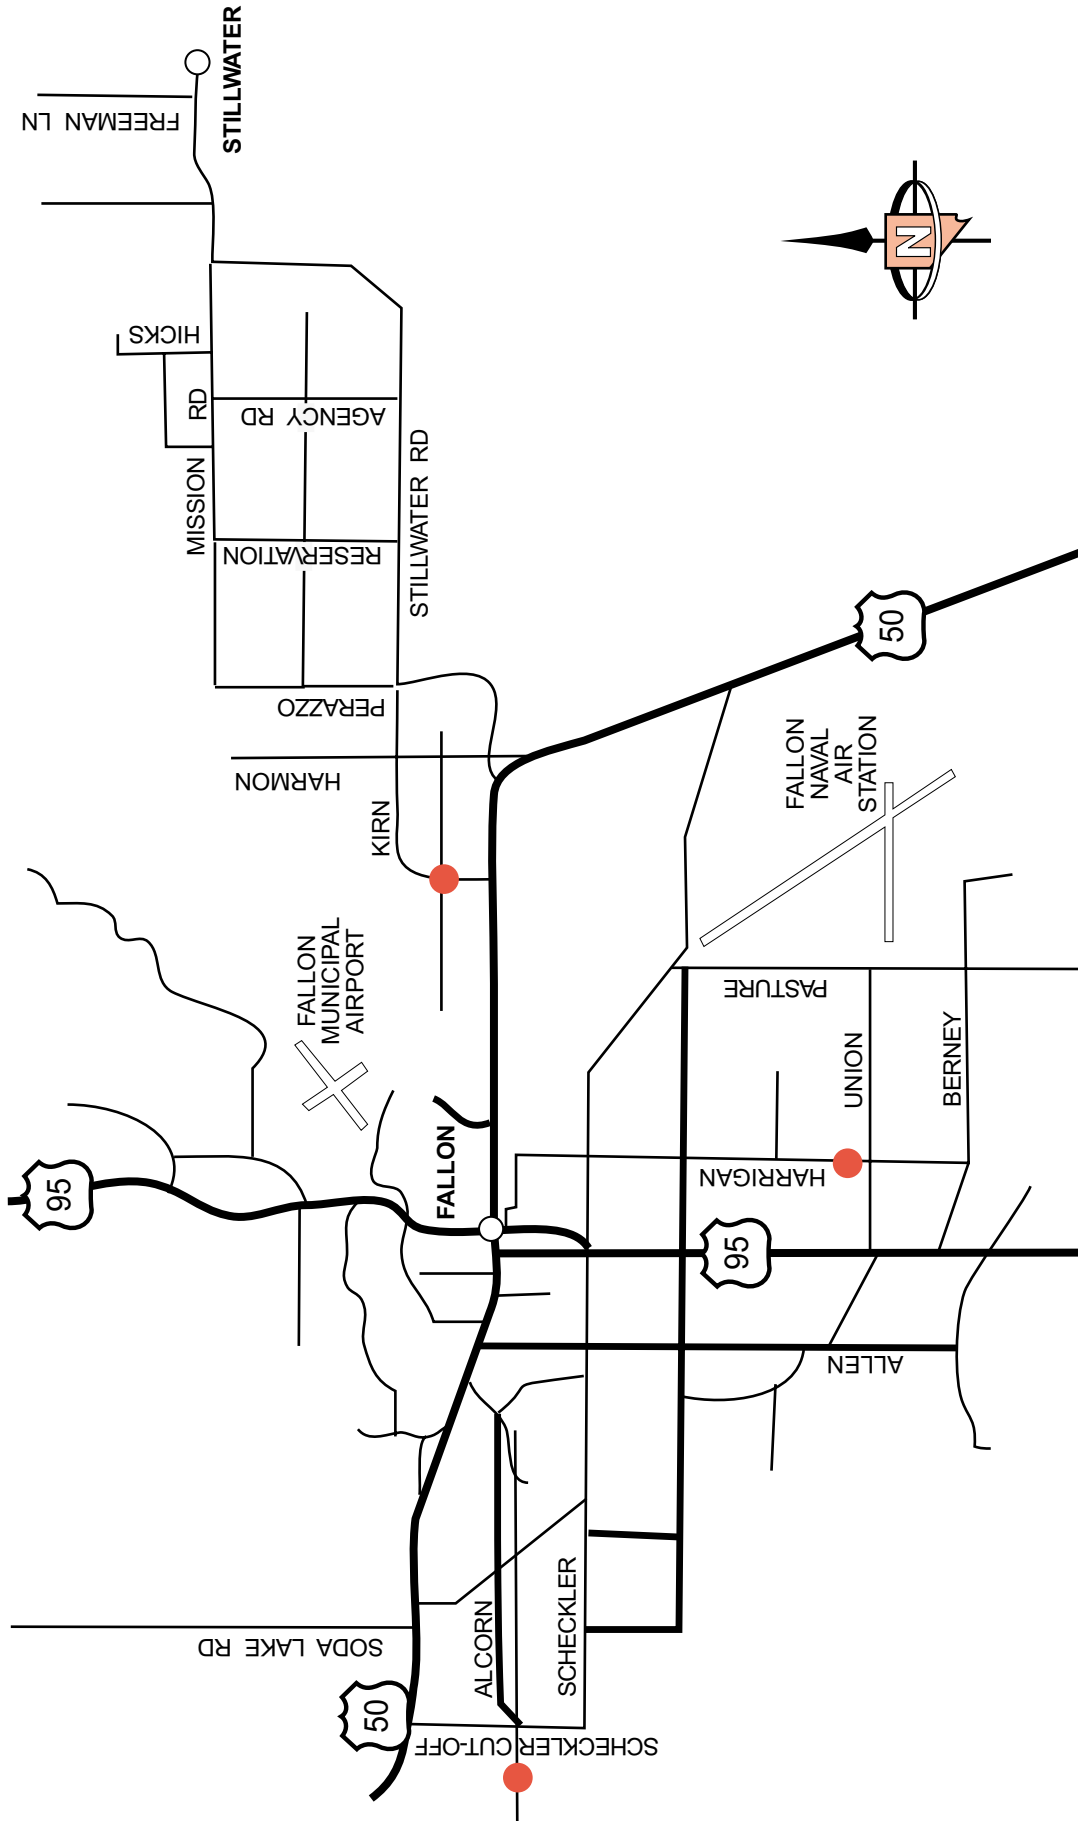 STILLWATER
FREEMAN LN
HICKS
MISSION RD
AGENCY RD
RESERVATION
STILLWATER RD
PERAZZO
HARMON
KIRN
N
50
FALLON
NAVAL
AIR
STATION
FALLON
MUNICIPAL
AIRPORT
PASTURE
UNION
BERNEY
95
FALLON
HARRIGAN
95
ALLEN
SODA LAKE RD
ALCORN
SCHECKLER
50
SCHECKLER CUT-OFF